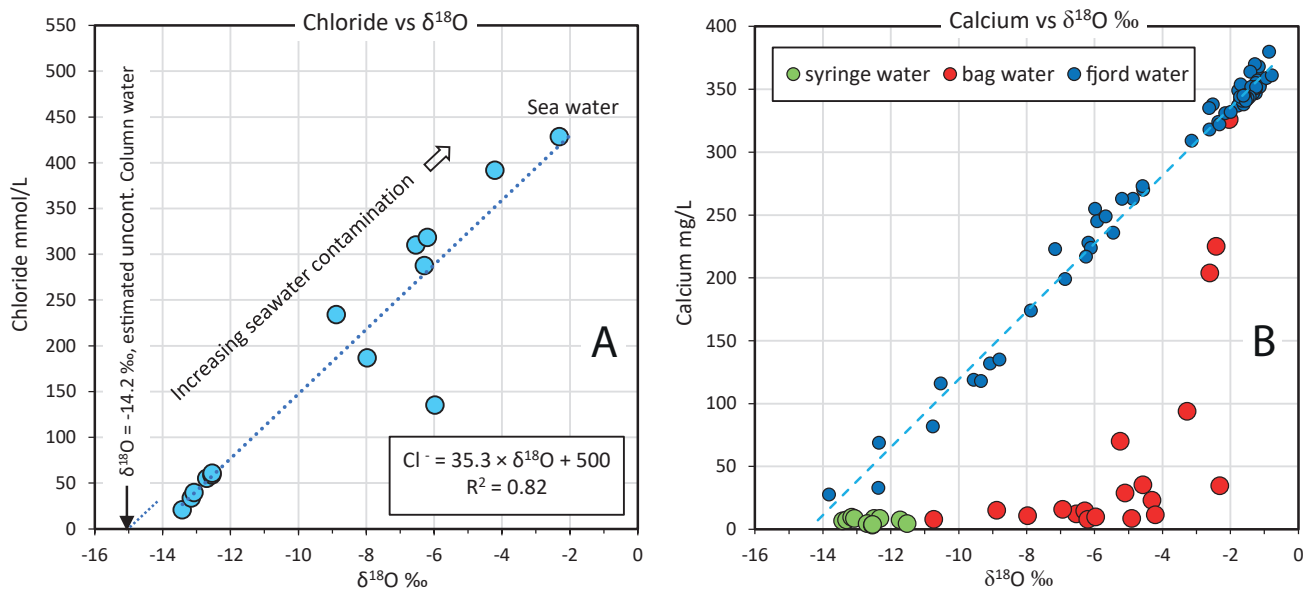 Chloride vs δ¹⁸O
550
500
450
400
350
300
250
200
150
100
50
0
-16
-14
-12
-10
-8
-6
-4
-2
0
Chloride mmol/L
δ¹⁸O ‰
δ¹⁸O = -14.2 ‰, estimated uncont. Column water
Increasing seawater contamination
Sea water
A
Cl ⁻ = 35.3 × δ¹⁸O + 500
R² = 0.82
Calcium vs δ¹⁸O ‰
syringe water
bag water
fjord water
400
350
300
250
200
150
100
50
0
-16
-14
-12
-10
-8
-6
-4
-2
0
Calcium mg/L
δ¹⁸O ‰
B